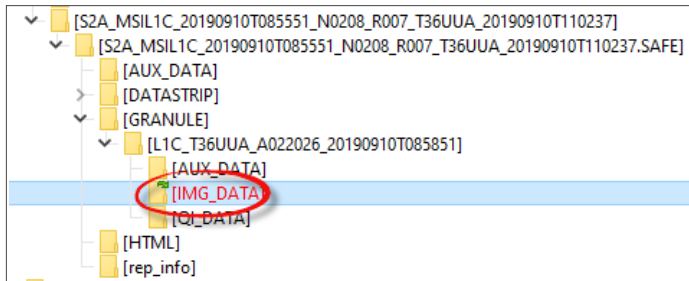 [S2A_MSIL1C_20190910T085551_N0208_R007_T36UUA_20190910T110237]
[S2A_MSIL1C_20190910T085551_N0208_R007_T36UUA_20190910T110237.SAFE]
[AUX_DATA]
[DATASTRIP]
[GRANULE]
[L1C_T36UUA_A022026_20190910T085851]
[AUX_DATA]
[IMG_DATA]
[QI_DATA]
[HTML]
[rep_info]